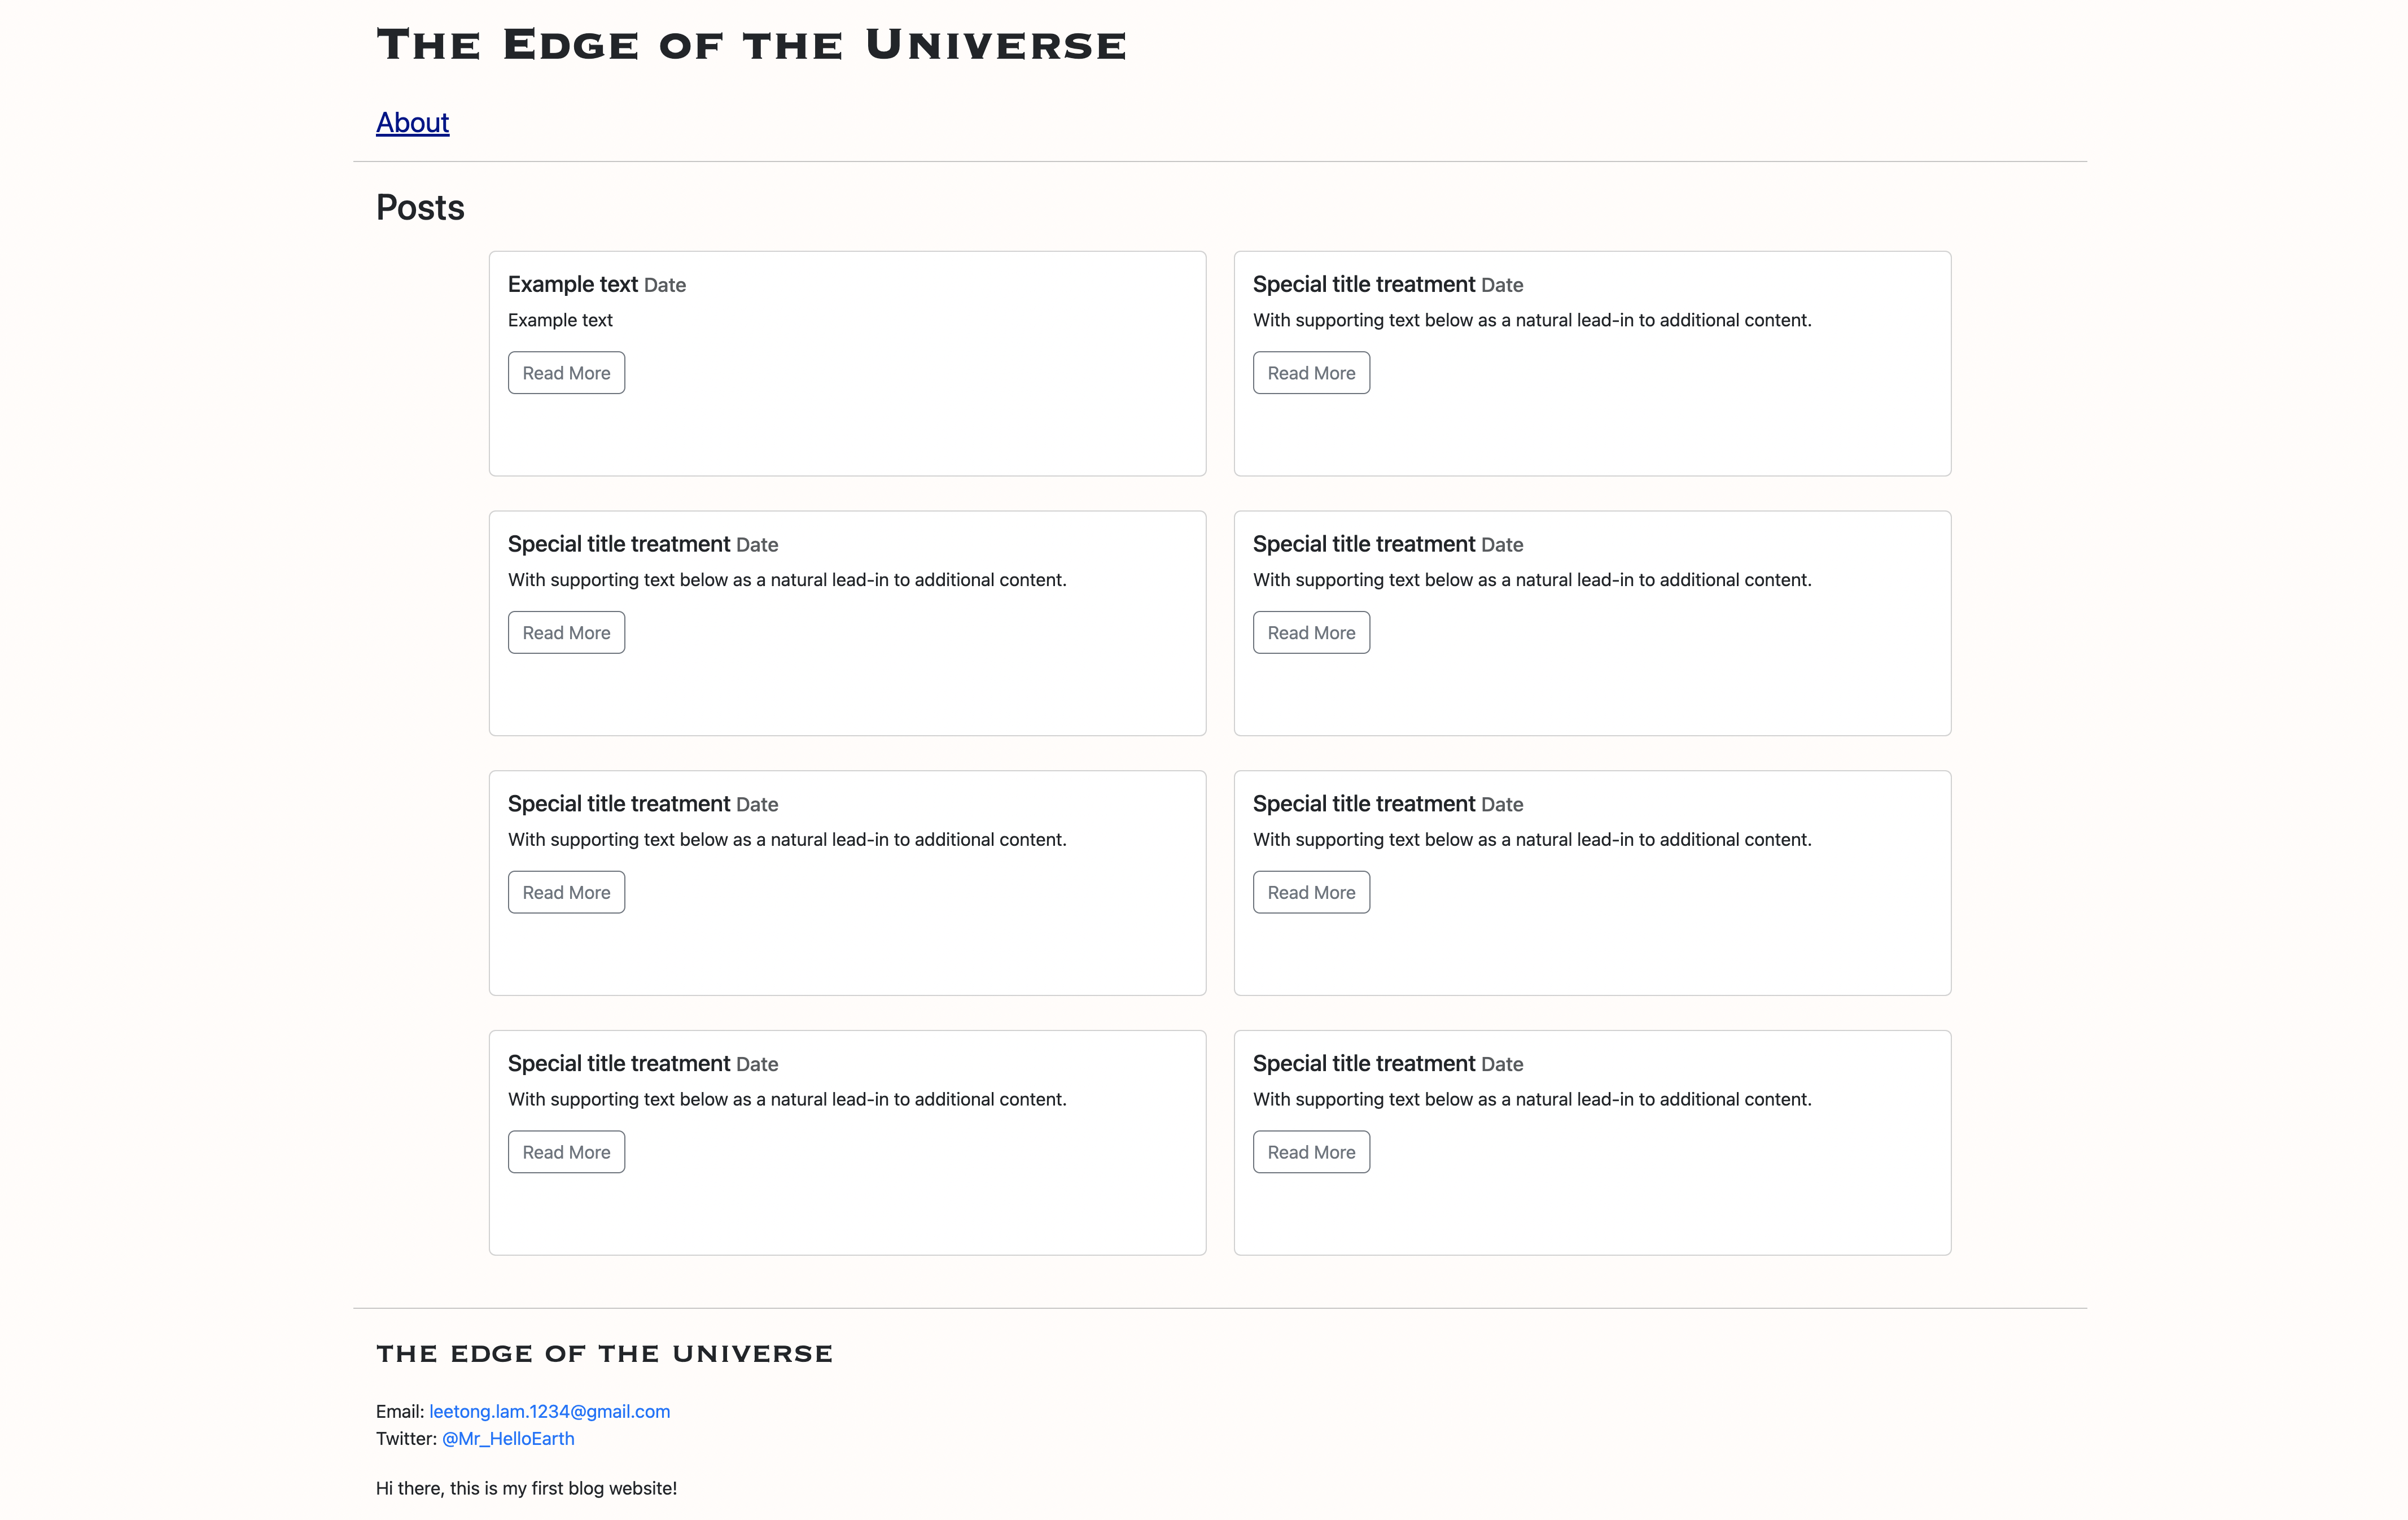 The Edge of the Universe
About
Posts
Example text Date
Example text
Read More
Special title treatment Date
With supporting text below as a natural lead-in to additional content.
Read More
Special title treatment Date
With supporting text below as a natural lead-in to additional content.
Read More
Special title treatment Date
With supporting text below as a natural lead-in to additional content.
Read More
Special title treatment Date
With supporting text below as a natural lead-in to additional content.
Read More
Special title treatment Date
With supporting text below as a natural lead-in to additional content.
Read More
Special title treatment Date
With supporting text below as a natural lead-in to additional content.
Read More
Special title treatment Date
With supporting text below as a natural lead-in to additional content.
Read More
THE EDGE OF THE UNIVERSE
Email: leetong.lam.1234@gmail.com
Twitter: @Mr_HelloEarth
Hi there, this is my first blog website!